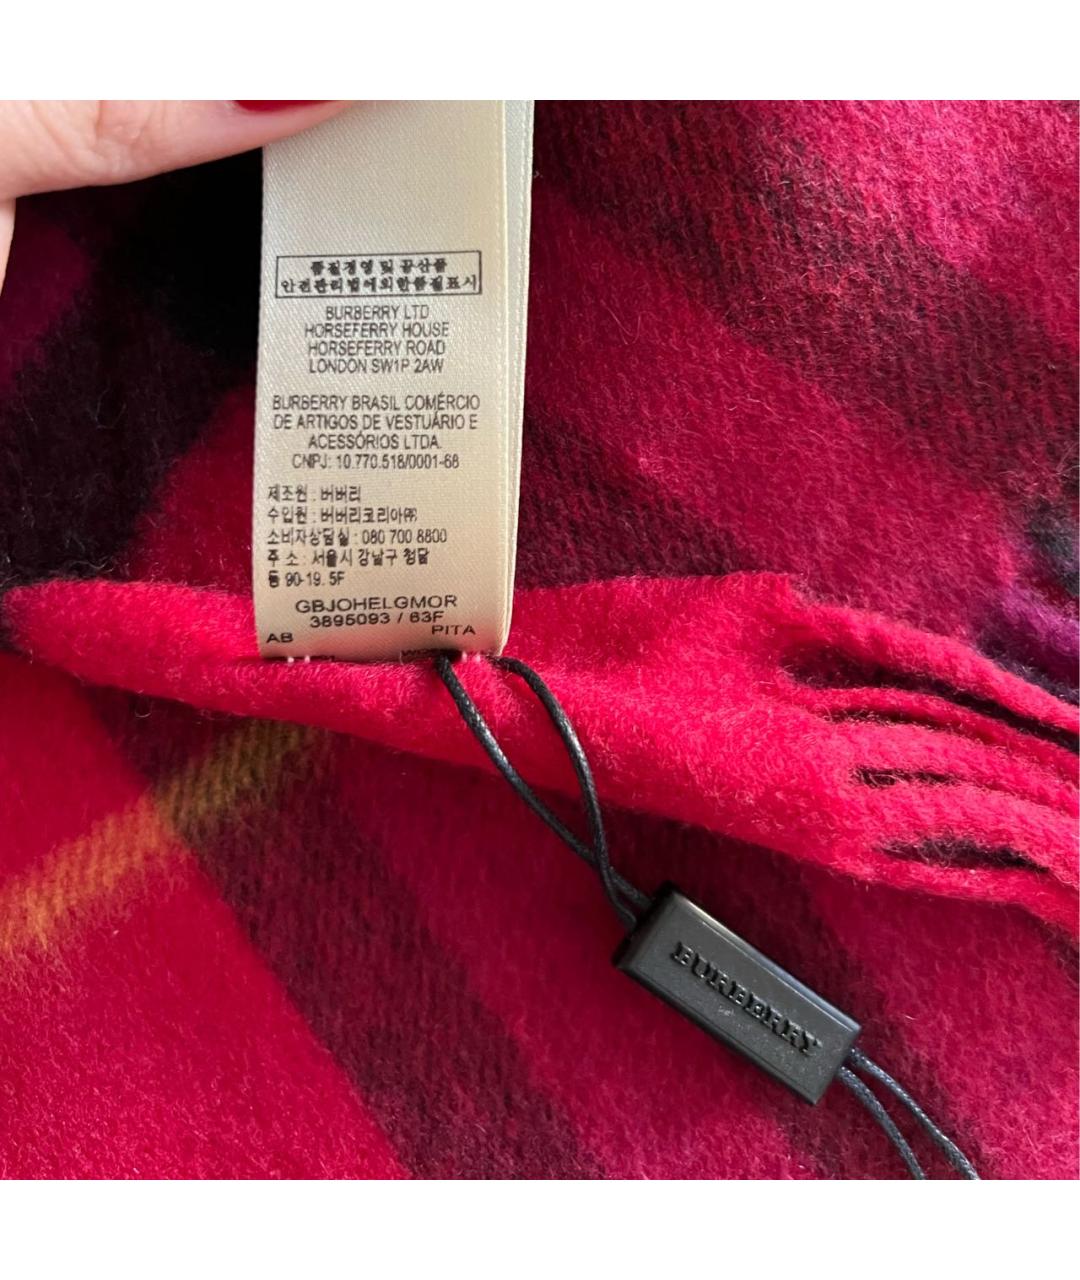 품질경영 및 공산품
안전관리법에의한품질표시
BURBERRY LTD
HORSEFERRY HOUSE
HORSEFERRY ROAD
LONDON SW1P 2AW
BURBERRY BRASIL COMÉRCIO
DE ARTIGOS DE VESTUÁRIO E
ACESSÓRIOS LTDA.
CNPJ: 10.770.518/0001-68
제조원 : 버버리
수입원 : 버버리코리아㈜
소비자상담실 : 080 700 8800
주 소 : 서울시 강남구 청담
동 90-19. 5F
GBJOHELGMOR
3895093 / 63F
AB PITA
BURBERRY